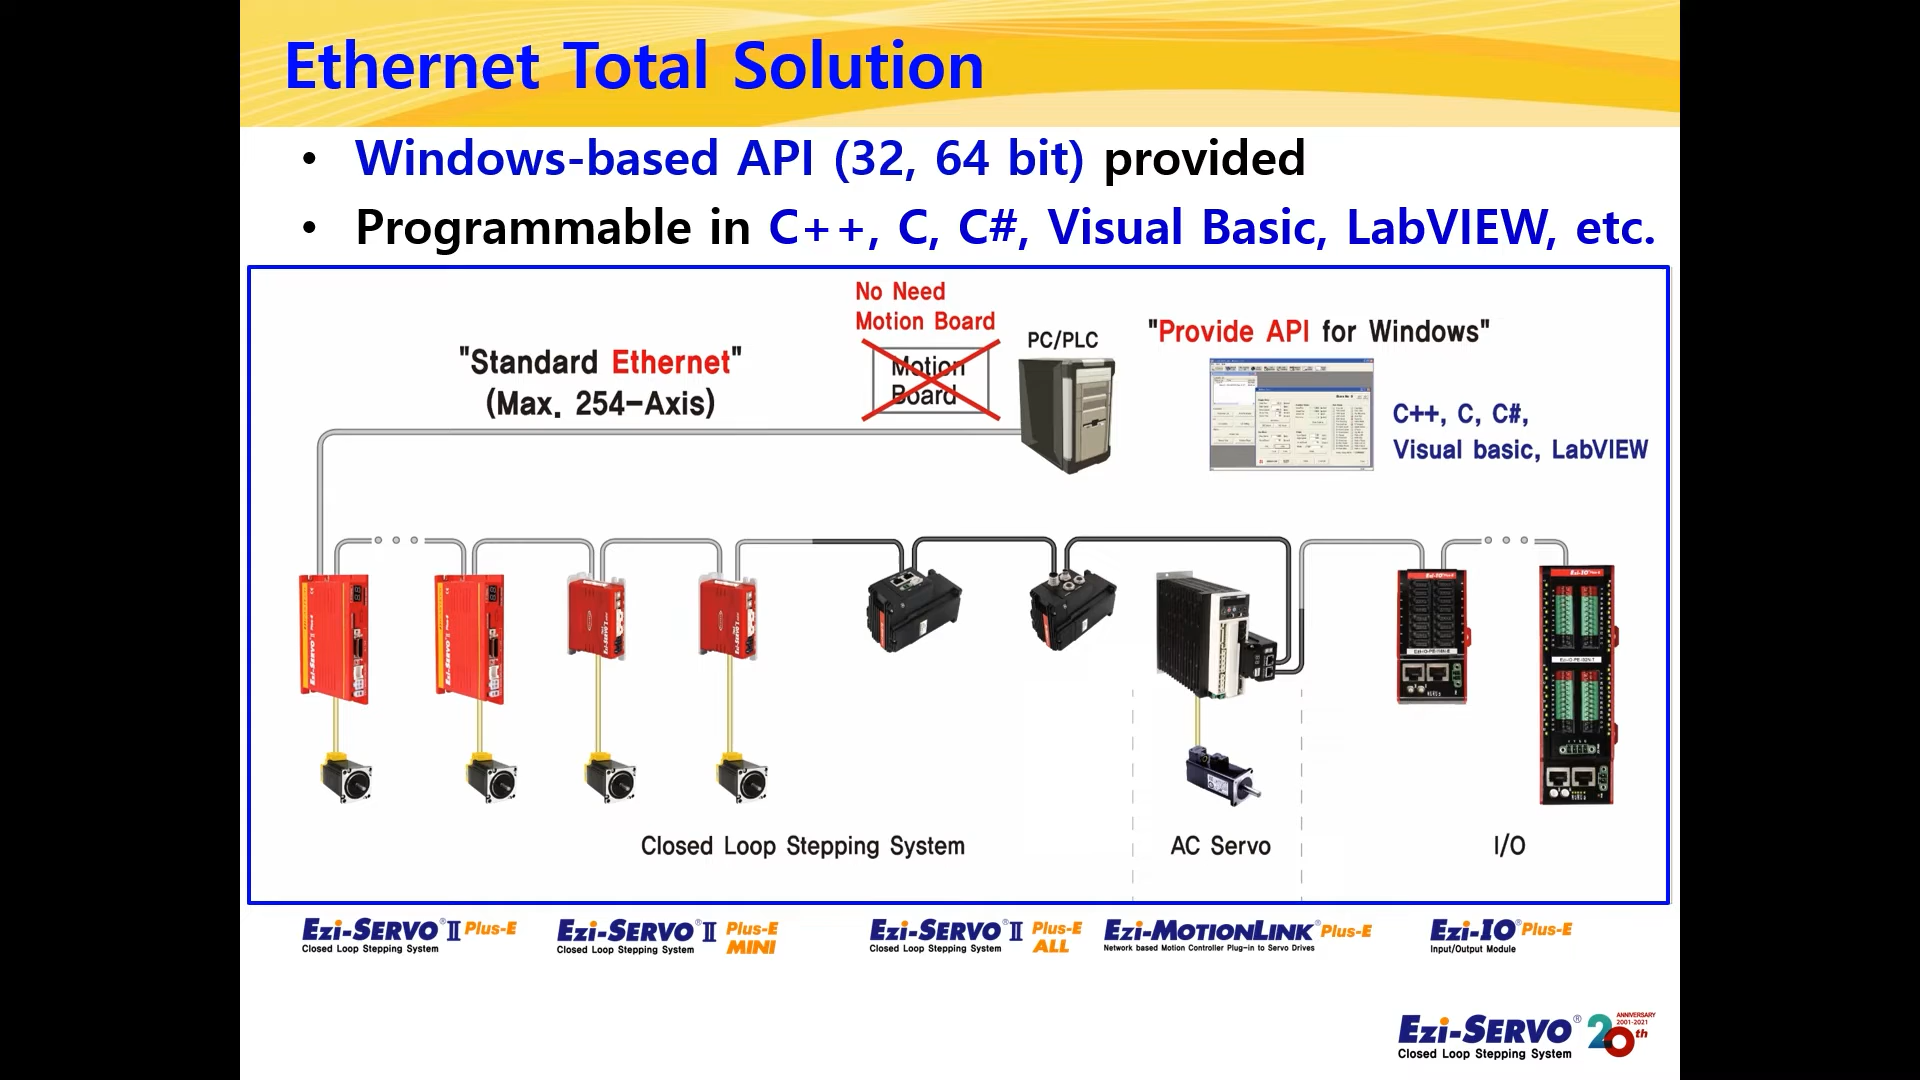 Ethernet Total Solution
• Windows-based API (32, 64 bit) provided
• Programmable in C++, C, C#, Visual Basic, LabVIEW, etc.
No Need
Motion Board
Motion
Board
PC/PLC
"Provide API for Windows"
"Standard Ethernet"
(Max. 254-Axis)
C++, C, C#,
Visual basic, LabVIEW
Closed Loop Stepping System
AC Servo
I/O
Ezi-SERVO® II Plus-E
Closed Loop Stepping System
Ezi-SERVO® II Plus-E
MINI
Closed Loop Stepping System
Ezi-SERVO® II Plus-E
ALL
Closed Loop Stepping System
Ezi-MOTIONLINK® Plus-E
Network based Motion Controller Plug-in to Servo Drives
Ezi-IO® Plus-E
Input/Output Module
Ezi-SERVO®
Closed Loop Stepping System
20th
ANNIVERSARY
2001-2021